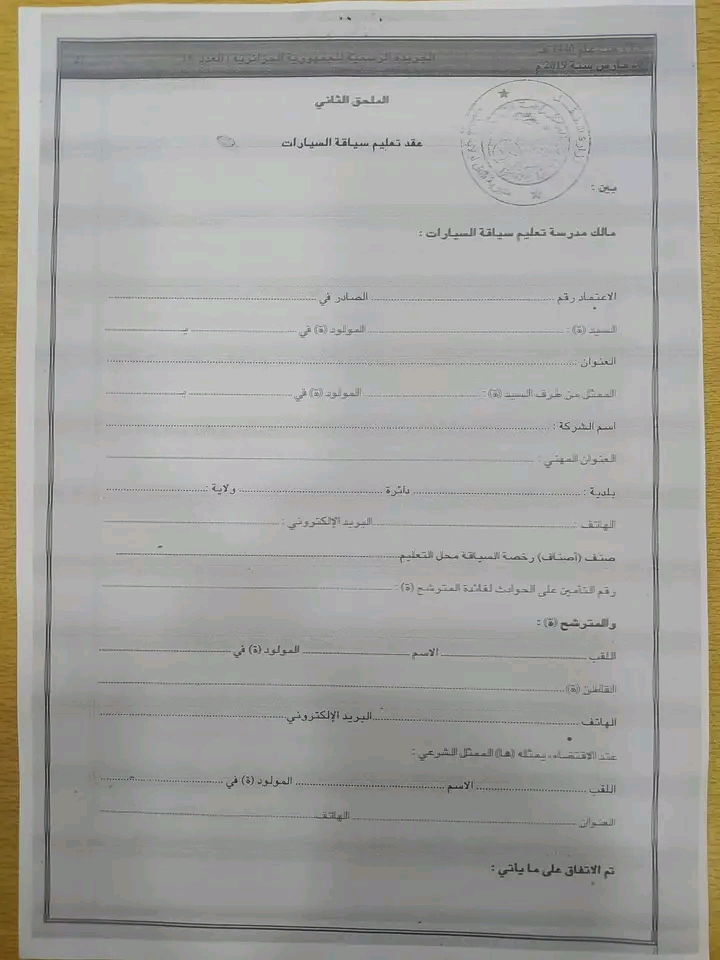 عام 1440 هـ
مارس سنة 2019 م
الجريدة الرسمية للجمهورية الجزائرية / العدد
الملحق الثاني
عقد تعليم سياقة السيارات
بين :
مالك مدرسة تعليم سياقة السيارات :
الاعتماد رقم ........ الصادر في ........
السيد (ة) : ........ المولود (ة) في ........ بـ ........
العنوان ........
الممثل من طرف السيد (ة) : ........ المولود (ة) في ........ بـ ........
اسم الشركة : ........
العنوان المهني : ........
بلدية : ........ دائرة ........ ولاية : ........
الهاتف : ........ البريد الإلكتروني : ........
صنف (أصناف) رخصة السياقة محل التعليم ........
رقم التأمين على الحوادث لفائدة المترشح (ة) : ........
والمترشح (ة) :
اللقب ........ الاسم ........ المولود (ة) في ........
القاطن (ة) ........
الهاتف ........ البريد الإلكتروني ........
عند الاقتضاء، يمثله (ها) الممثل الشرعي :
اللقب ........ الاسم ........ المولود (ة) في ........
العنوان ........ الهاتف ........
تم الاتفاق على ما يأتي :